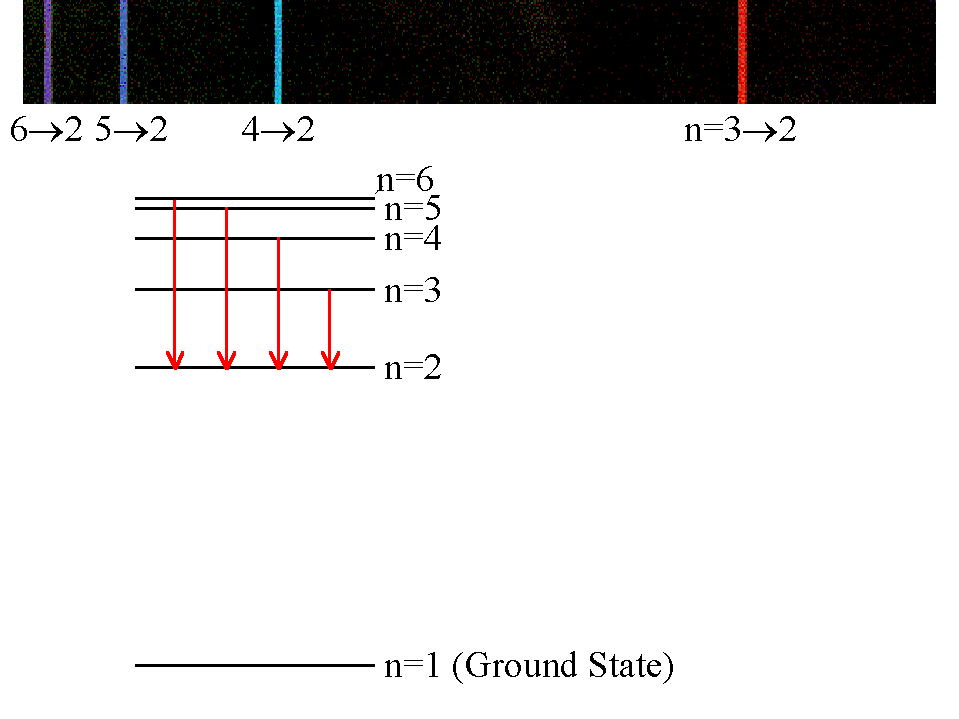 6→2 5→2 4→2 n=3→2
n=6
n=5
n=4
n=3
n=2
n=1 (Ground State)